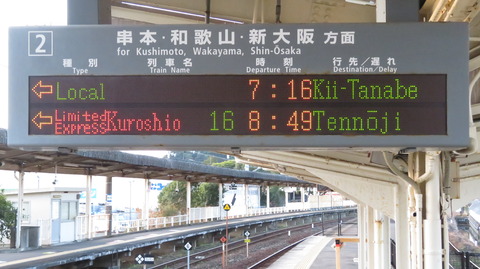 2 串本・和歌山・新大阪 方面
for Kushimoto, Wakayama, Shin-Ōsaka
種別 列車名 時刻 行先/遅れ
Type Train Name Departure Time Destination/Delay
←Local 7:16 Kii-Tanabe
←Limited Express Kuroshio 16 8:49 Tennōji